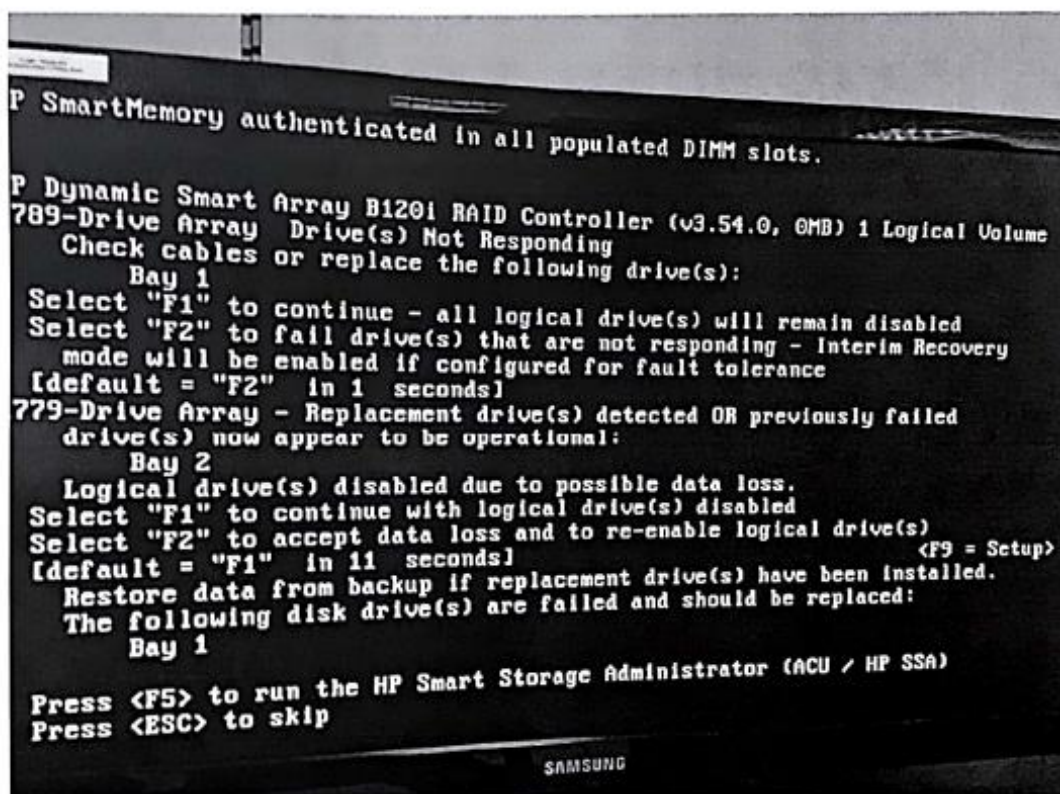 P SmartMemory authenticated in all populated DIMM slots.
P Dynamic Smart Array B120i RAID Controller (v3.54.0, 0MB) 1 Logical Volume
789-Drive Array Drive(s) Not Responding
Check cables or replace the following drive(s):
Bay 1
Select "F1" to continue - all logical drive(s) will remain disabled
Select "F2" to fail drive(s) that are not responding - Interim Recovery
mode will be enabled if configured for fault tolerance
[default = "F2" in 1 seconds]
779-Drive Array - Replacement drive(s) detected OR previously failed
drive(s) now appear to be operational:
Bay 2
Logical drive(s) disabled due to possible data loss.
Select "F1" to continue with logical drive(s) disabled
Select "F2" to accept data loss and to re-enable logical drive(s)
<F9 = Setup>
[default = "F1" in 11 seconds]
Restore data from backup if replacement drive(s) have been installed.
The following disk drive(s) are failed and should be replaced:
Bay 1
Press <F5> to run the HP Smart Storage Administrator (ACU / HP SSA)
Press <ESC> to skip
SAMSUNG